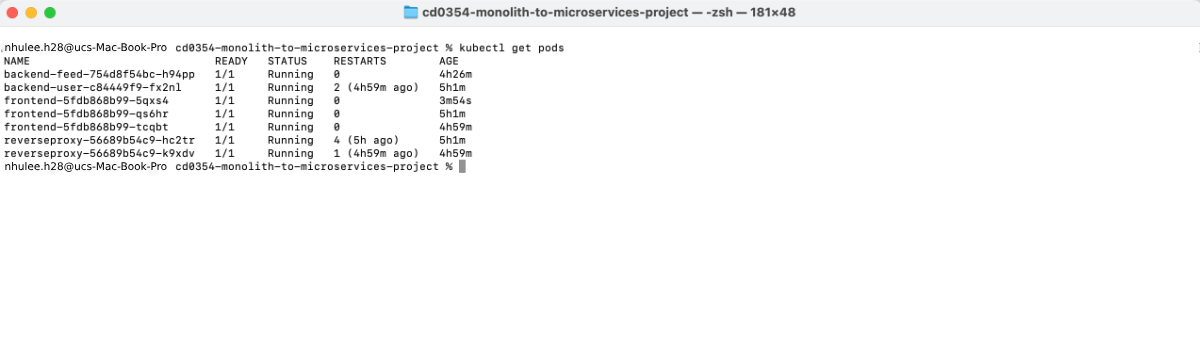 cd0354-monolith-to-microservices-project — -zsh — 181×48
nhulee.h28@ucs-Mac-Book-Pro cd0354-monolith-to-microservices-project % kubectl get pods
NAME READY STATUS RESTARTS AGE
backend-feed-754d8f54bc-h94pp 1/1 Running 0 4h26m
backend-user-c84449f9-fx2nl 1/1 Running 2 (4h59m ago) 5h1m
frontend-5fdb868b99-5qxs4 1/1 Running 0 3m54s
frontend-5fdb868b99-qs6hr 1/1 Running 0 5h1m
frontend-5fdb868b99-tcqbt 1/1 Running 0 4h59m
reverseproxy-56689b54c9-hc2tr 1/1 Running 4 (5h ago) 5h1m
reverseproxy-56689b54c9-k9xdv 1/1 Running 1 (4h59m ago) 4h59m
nhulee.h28@ucs-Mac-Book-Pro cd0354-monolith-to-microservices-project %